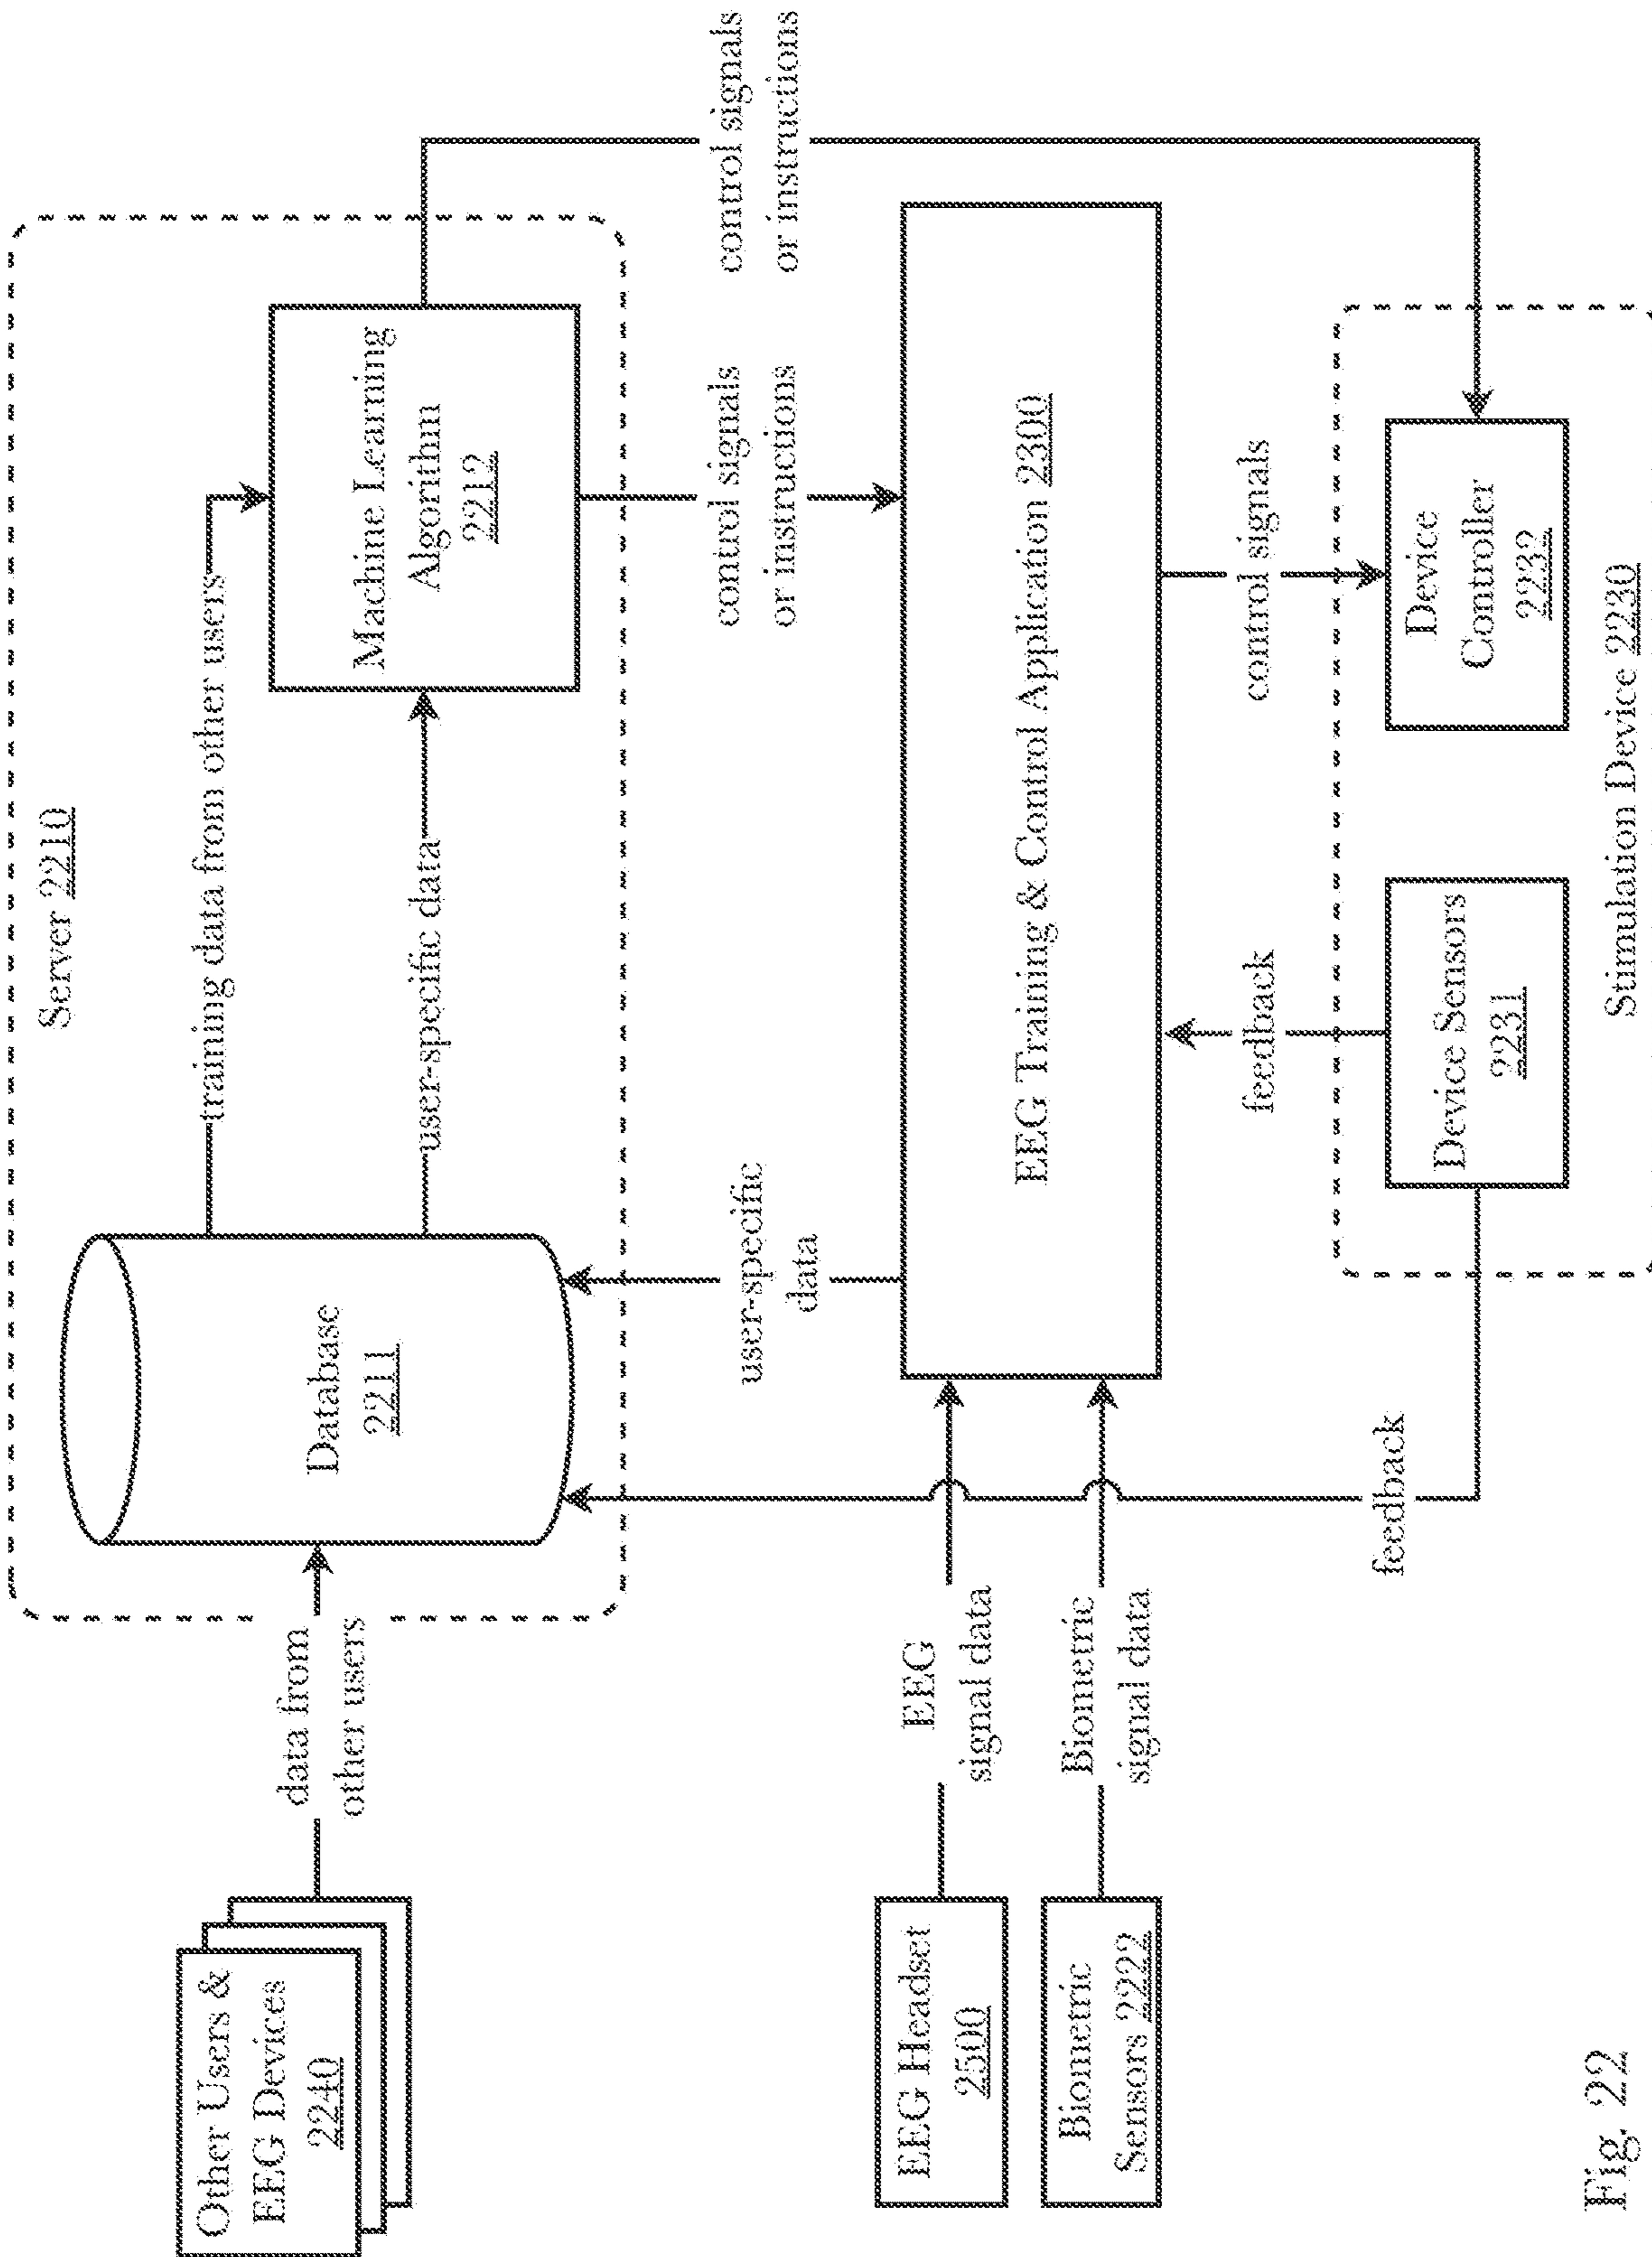 Server 2210
Other Users &
EEG Devices
2240
data from
other users
Database
2211
training data from other users
user-specific data
Machine Learning
Algorithm
2212
user-specific
data
control signals
or instructions
control signals
or instructions
EEG Headset
2500
EEG
signal data
Biometric
Sensors 2222
Biometric
signal data
EEG Training & Control Application 2300
feedback
feedback
control signals
Device Sensors
2231
Device
Controller
2232
Stimulation Device 2230
Fig. 22